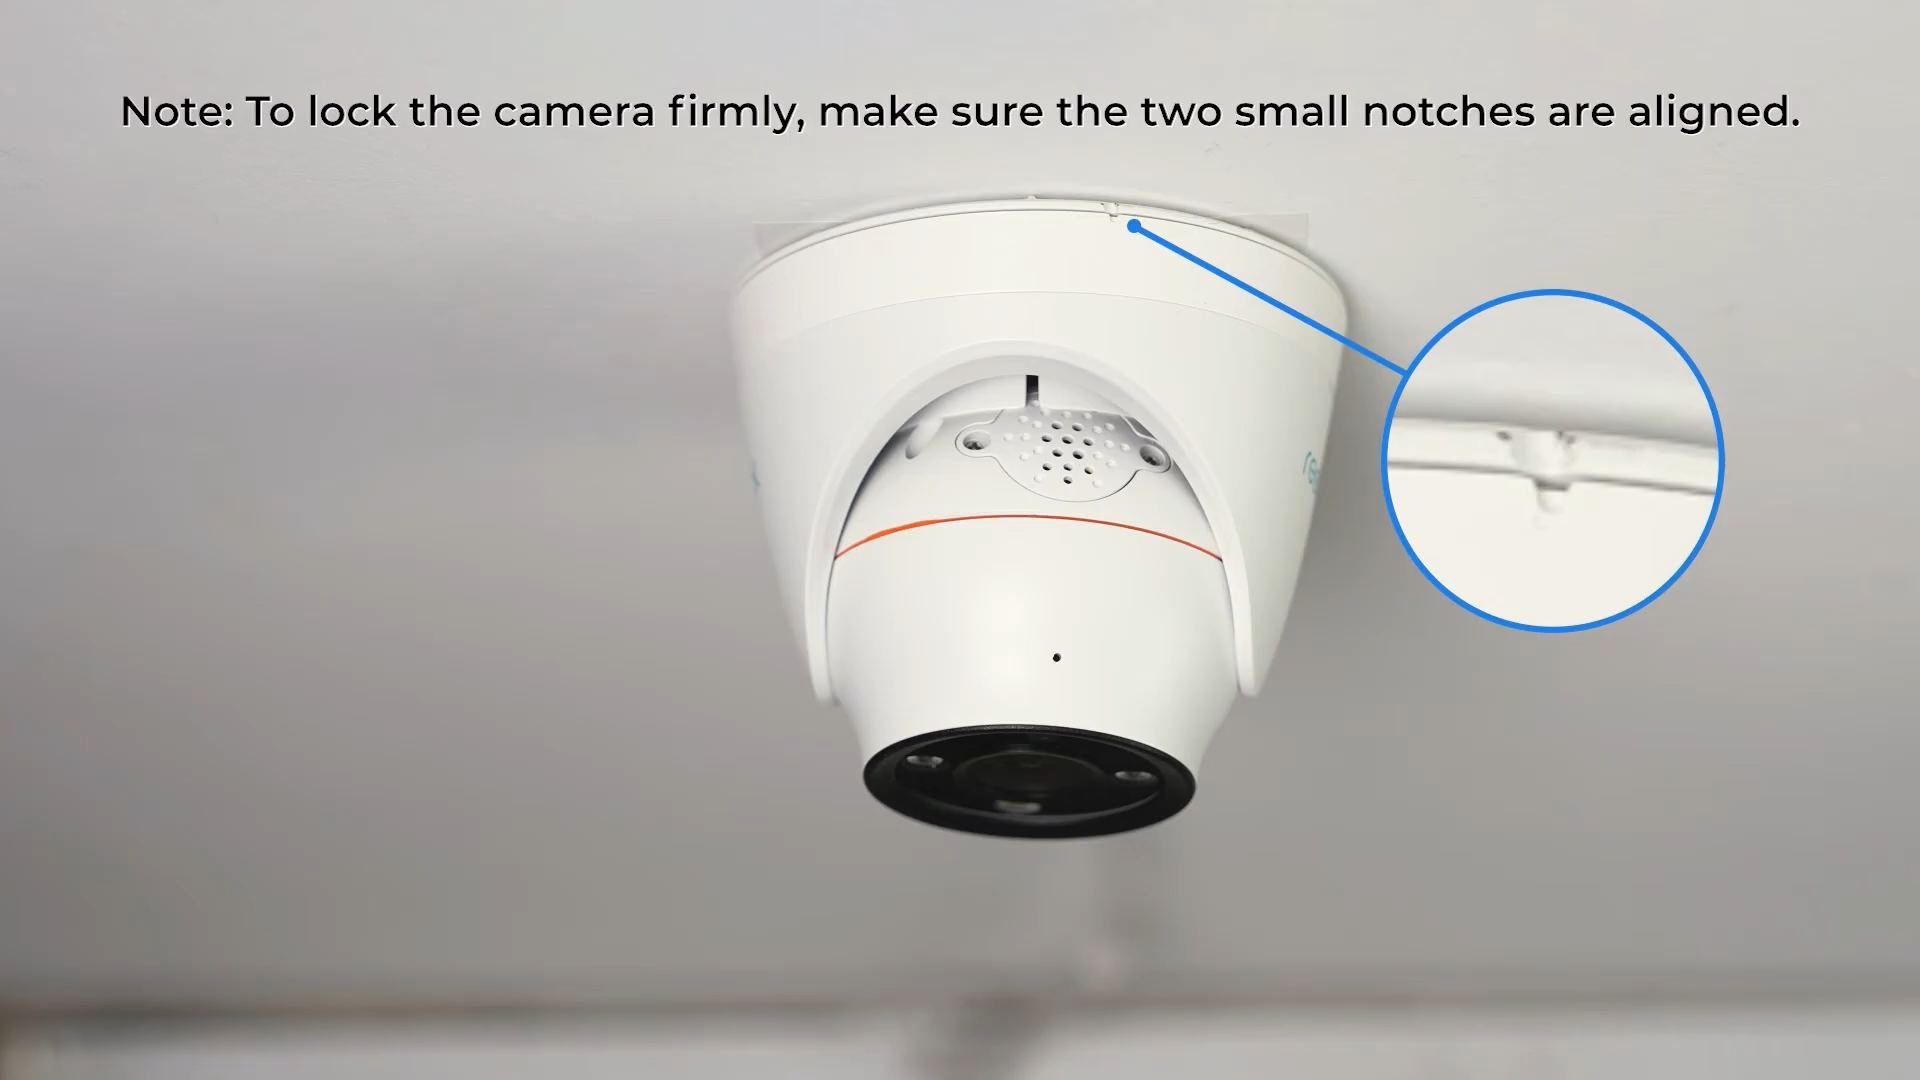 Note: To lock the camera firmly, make sure the two small notches are aligned.